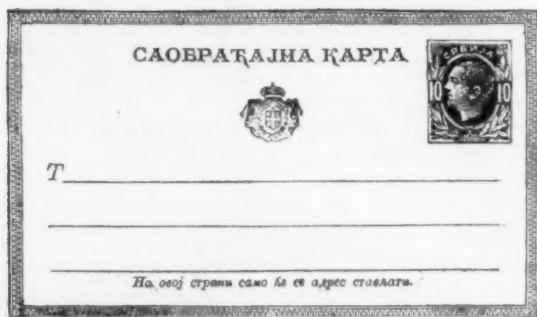 САОБРАЋАЈНА КАРТА
СРБИЈА
10 10
Т
На овој страни само ће се адрес стављати.